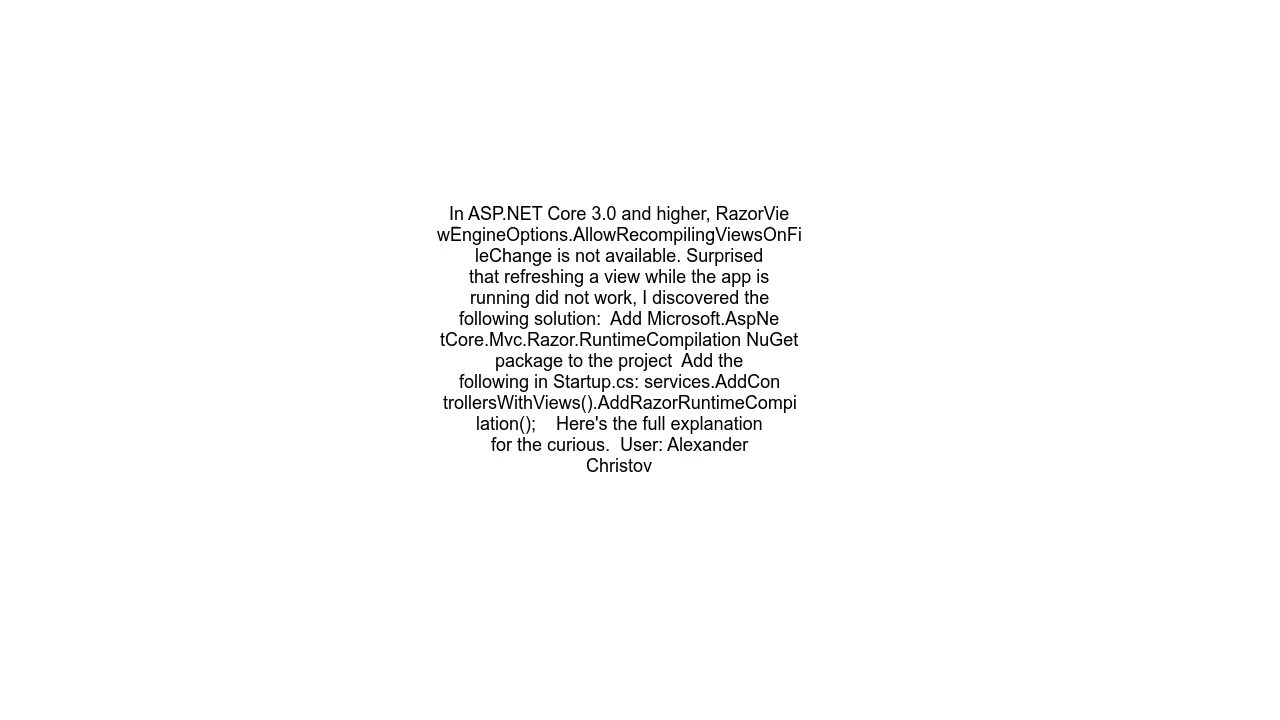 In ASP.NET Core 3.0 and higher, RazorVie
wEngineOptions.AllowRecompilingViewsOnFi
leChange is not available. Surprised
that refreshing a view while the app is
running did not work, I discovered the
following solution:  Add Microsoft.AspNe
tCore.Mvc.Razor.RuntimeCompilation NuGet
package to the project  Add the
following in Startup.cs: services.AddCon
trollersWithViews().AddRazorRuntimeCompi
lation();    Here's the full explanation
for the curious.  User: Alexander
Christov